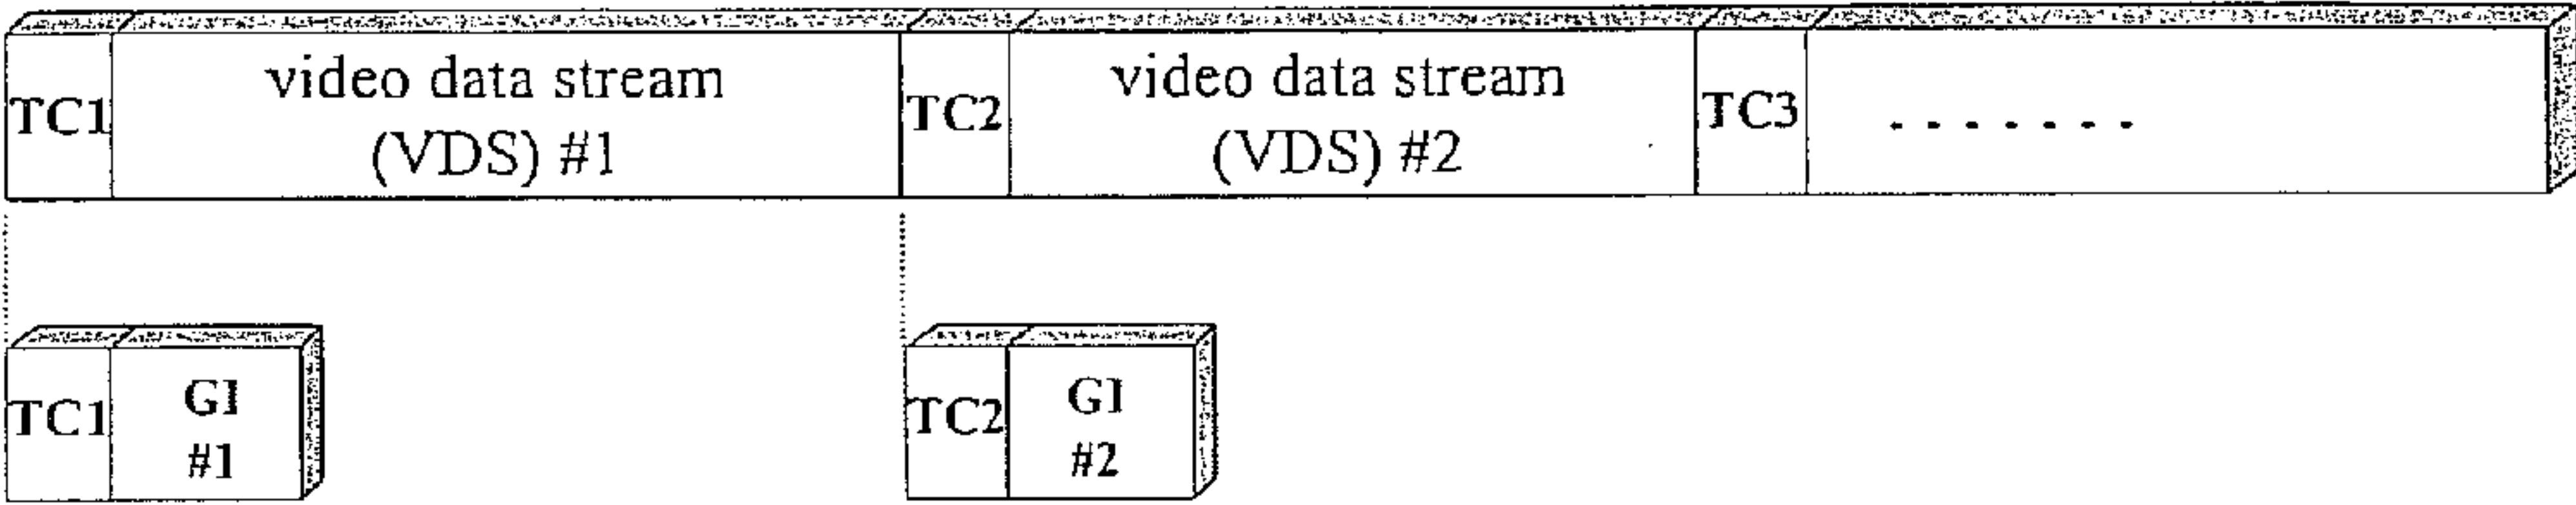 TC1
video data stream
(VDS) #1
TC2
video data stream
(VDS) #2
TC3
. . . . . . .
TC1
GI
#1
TC2
GI
#2